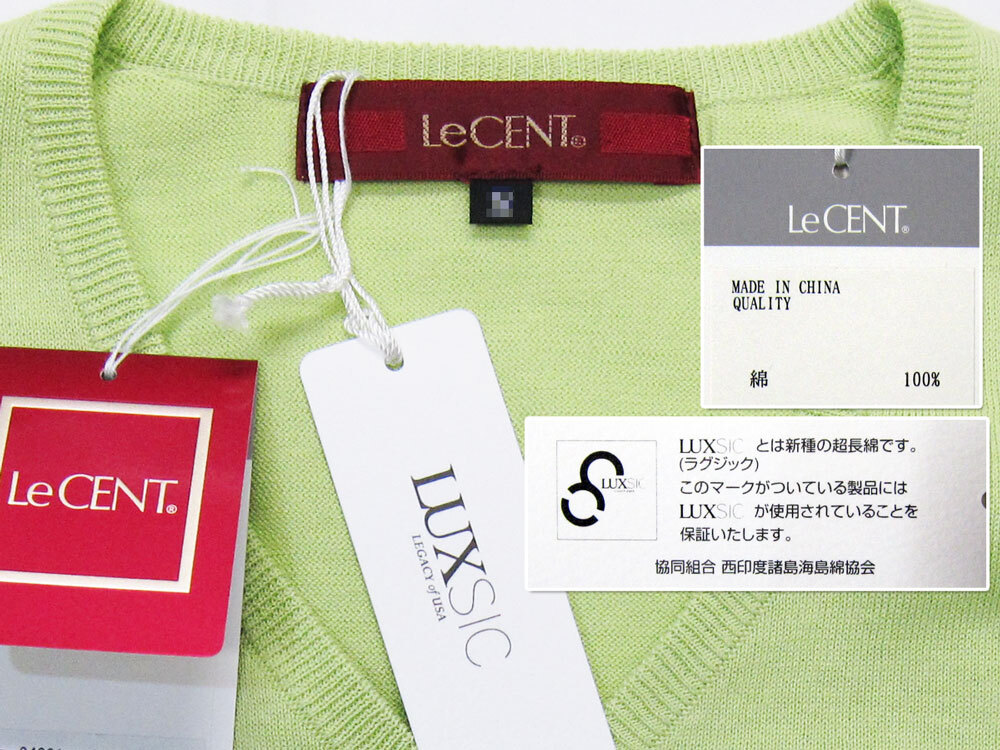 LeCENT®
LeCENT®
MADE IN CHINA
QUALITY
綿 100%
LeCENT®
LUXSIC
LEGACY of USA
LUXSIC
LUXSIC とは新種の超長綿です。
(ラグジック)
このマークがついている製品には
LUXSIC が使用されていることを
保証いたします。
協同組合 西印度諸島海島綿協会